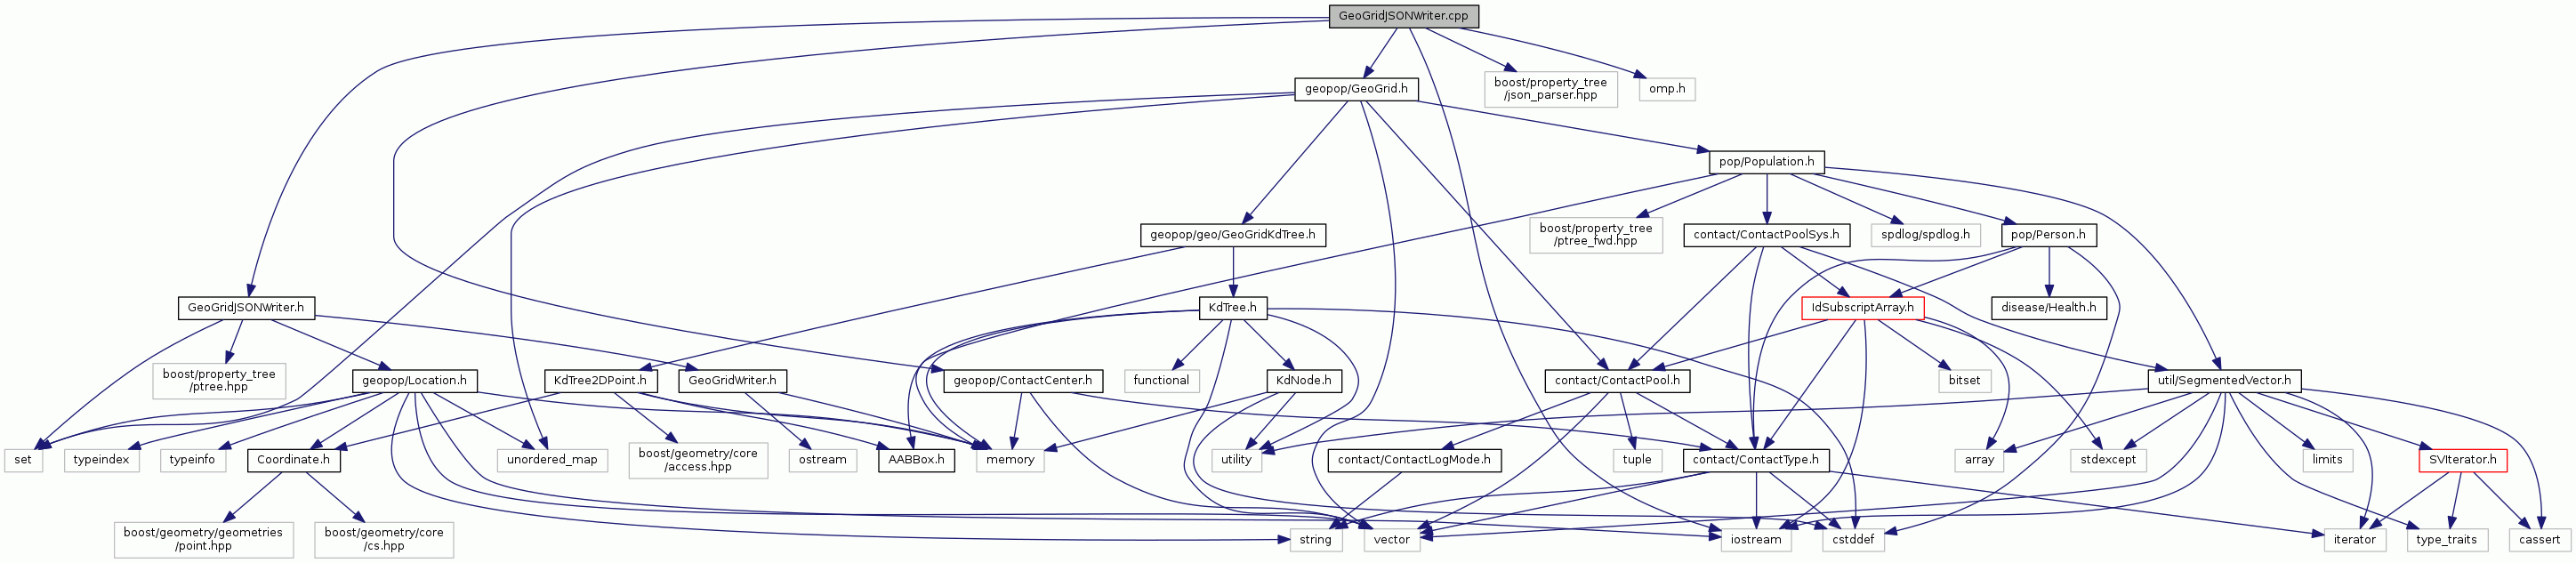 GeoGridJSONWriter.cpp
geopop/GeoGrid.h
boost/property_tree
/json_parser.hpp
omp.h
pop/Population.h
geopop/geo/GeoGridKdTree.h
boost/property_tree
/ptree_fwd.hpp
contact/ContactPoolSys.h
spdlog/spdlog.h
pop/Person.h
GeoGridJSONWriter.h
KdTree.h
IdSubscriptArray.h
disease/Health.h
boost/property_tree
/ptree.hpp
geopop/Location.h
KdTree2DPoint.h
GeoGridWriter.h
geopop/ContactCenter.h
functional
KdNode.h
contact/ContactPool.h
bitset
util/SegmentedVector.h
set
typeindex
typeinfo
Coordinate.h
unordered_map
boost/geometry/core
/access.hpp
ostream
AABBox.h
memory
utility
contact/ContactLogMode.h
tuple
contact/ContactType.h
array
stdexcept
limits
SVIterator.h
boost/geometry/geometries
/point.hpp
boost/geometry/core
/cs.hpp
string
vector
iostream
cstddef
iterator
type_traits
cassert